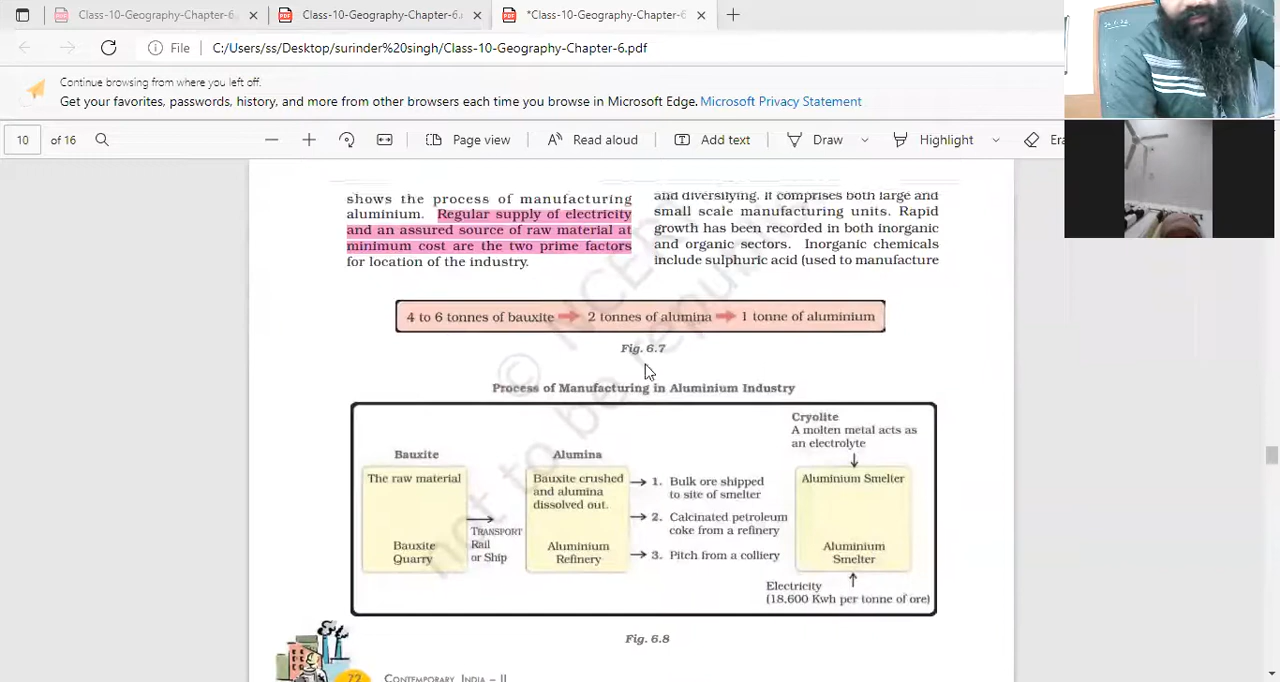 Class-10-Geography-Chapter-6.
Class-10-Geography-Chapter-6.
*Class-10-Geography-Chapter-6
File C:/Users/ss/Desktop/surinder%20singh/Class-10-Geography-Chapter-6.pdf
Continue browsing from where you left off.
Get your favorites, passwords, history, and more from other browsers each time you browse in Microsoft Edge. Microsoft Privacy Statement
10 of 16 Page view Read aloud Add text Draw Highlight Era
shows the process of manufacturing
aluminium. Regular supply of electricity
and an assured source of raw material at
minimum cost are the two prime factors
for location of the industry.
and diversifying. It comprises both large and
small scale manufacturing units. Rapid
growth has been recorded in both inorganic
and organic sectors. Inorganic chemicals
include sulphuric acid (used to manufacture
4 to 6 tonnes of bauxite 2 tonnes of alumina 1 tonne of aluminium
Fig. 6.7
Process of Manufacturing in Aluminium Industry
Bauxite
The raw material
Bauxite
Quarry
TRANSPORT
Rail
or Ship
Alumina
Bauxite crushed
and alumina
dissolved out.
Aluminium
Refinery
1. Bulk ore shipped
to site of smelter
2. Calcinated petroleum
coke from a refinery
3. Pitch from a colliery
Cryolite
A molten metal acts as
an electrolyte
Aluminium Smelter
Aluminium
Smelter
Electricity
(18,600 Kwh per tonne of ore)
Fig. 6.8
72 CONTEMPORARY INDIA – II
© NCERT
not to be republis